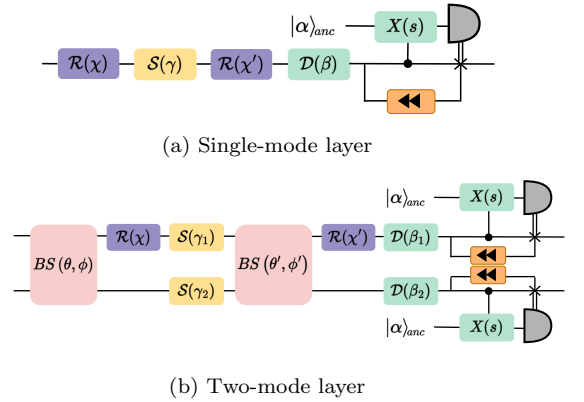 |α⟩anc X(s)
R(χ) S(γ) R(χ′) D(β)
(a) Single-mode layer
|α⟩anc X(s)
BS(θ, ϕ) R(χ) S(γ₁) BS(θ′, ϕ′) R(χ′) D(β₁)
S(γ₂) D(β₂)
|α⟩anc X(s)
(b) Two-mode layer